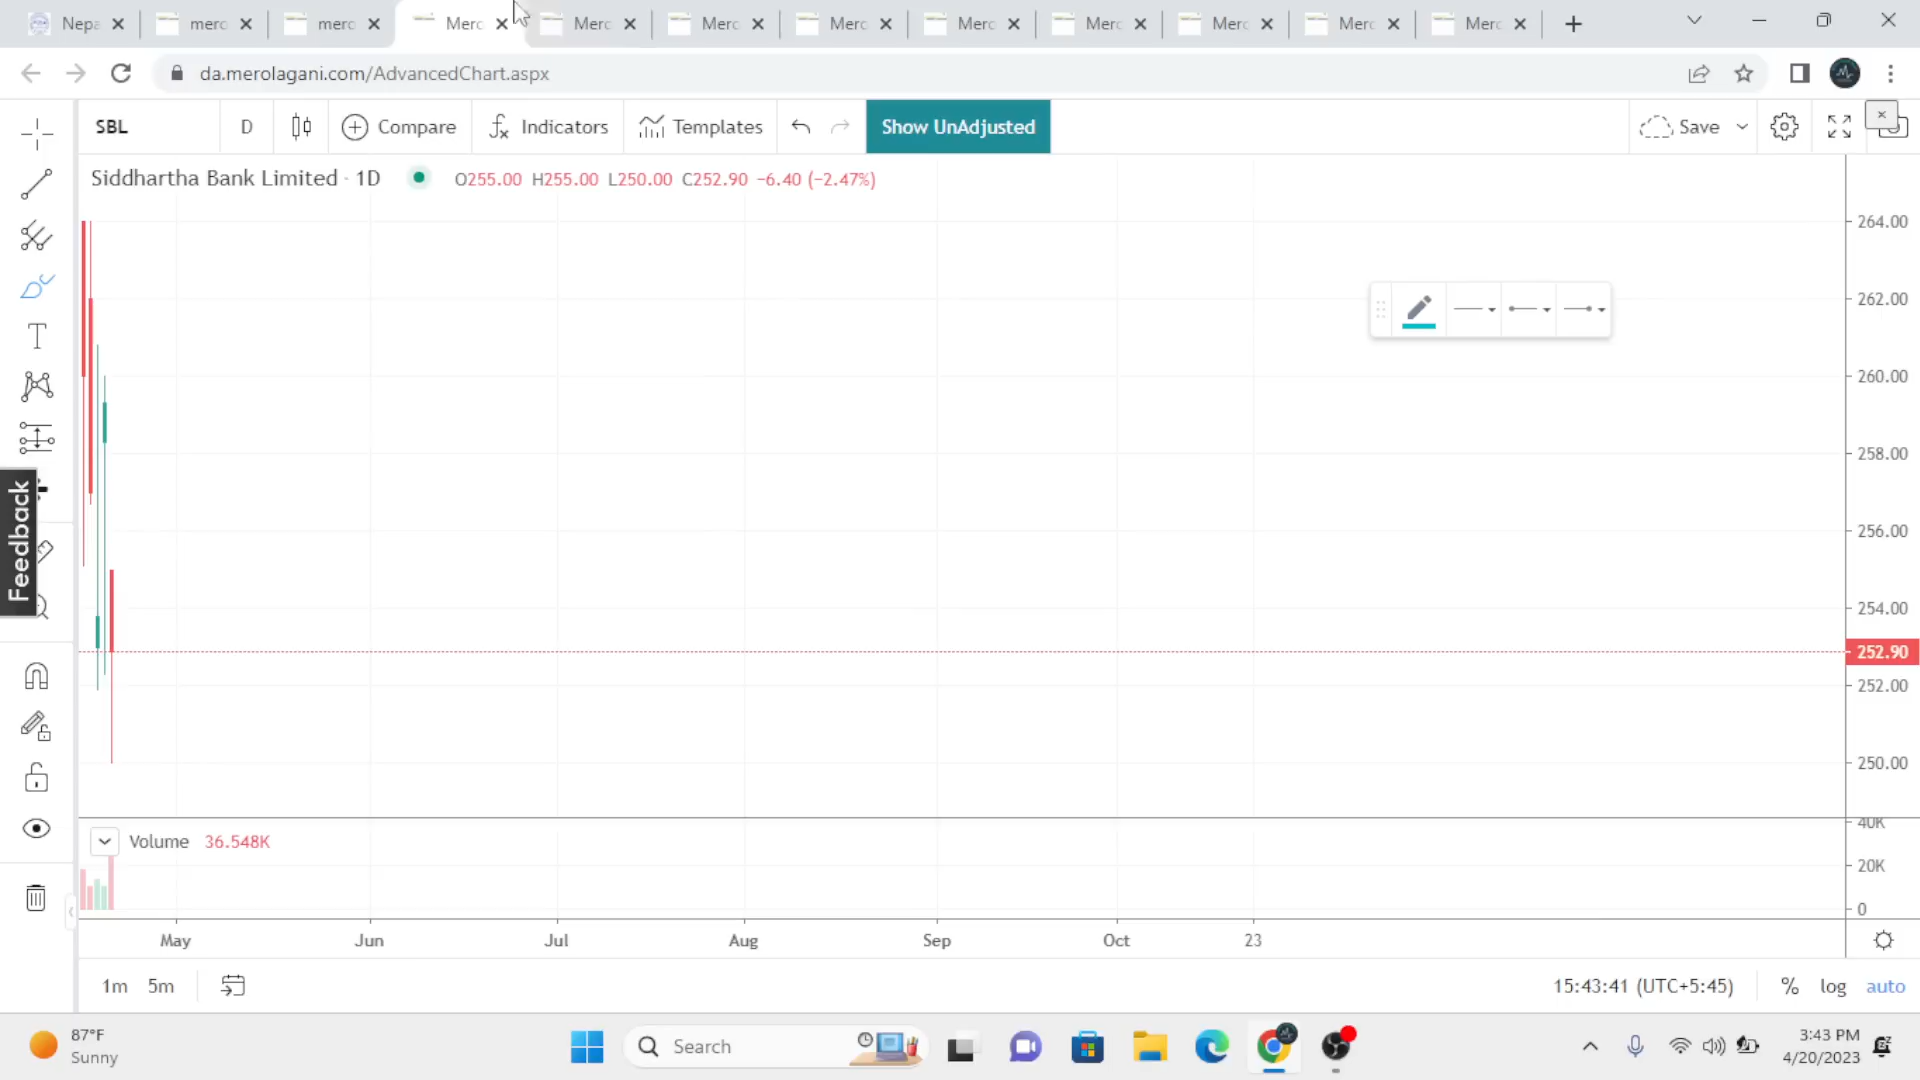 Nepa
mero
mero
Merc
Merc
Merc
Merc
Merc
Merc
Merc
Merc
Merc
da.merolagani.com/AdvancedChart.aspx
SBL
D
Compare
Indicators
Templates
Show UnAdjusted
Save
Siddhartha Bank Limited · 1D
O255.00 H255.00 L250.00 C252.90 −6.40 (−2.47%)
264.00
262.00
260.00
258.00
256.00
254.00
252.90
252.00
250.00
Feedback
Volume 36.548K
40K
20K
0
May
Jun
Jul
Aug
Sep
Oct
23
1m 5m
15:43:41 (UTC+5:45)
%
log
auto
87°F
Sunny
Search
3:43 PM
4/20/2023